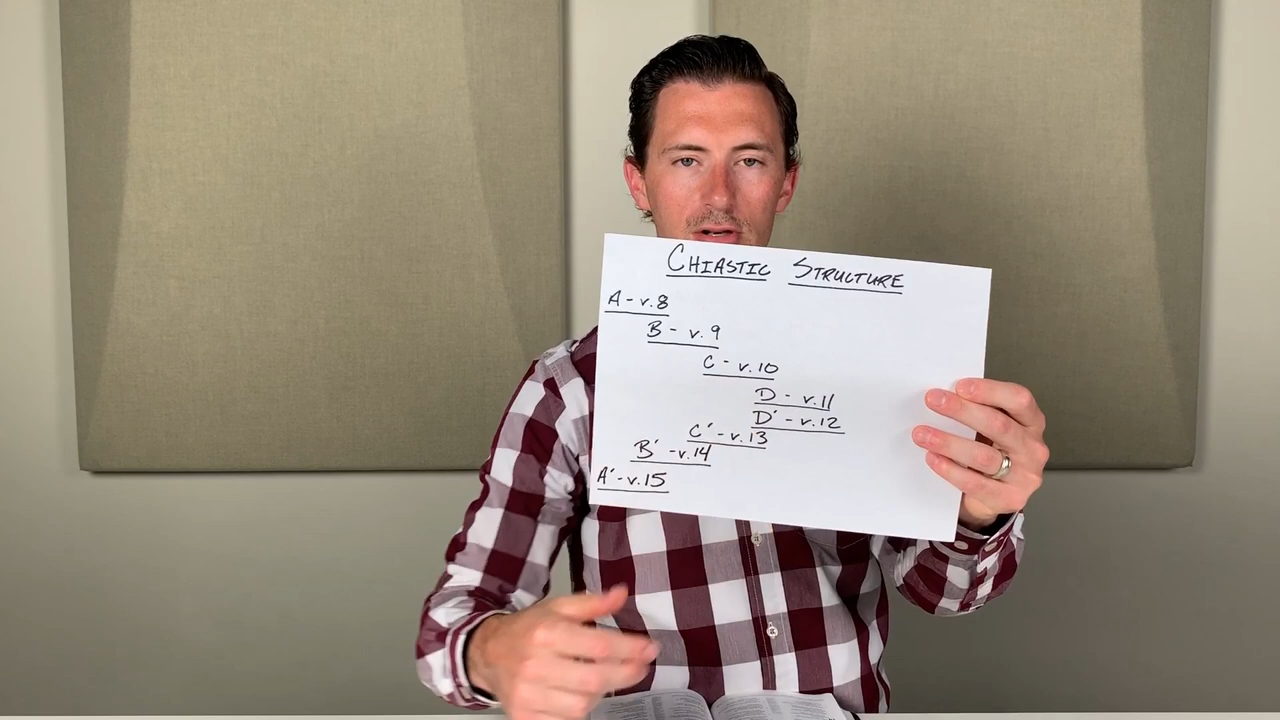 CHIASTIC STRUCTURE
A - v.8
B - v.9
C - v.10
D - v.11
D' - v.12
C' - v.13
B' - v.14
A' - v.15